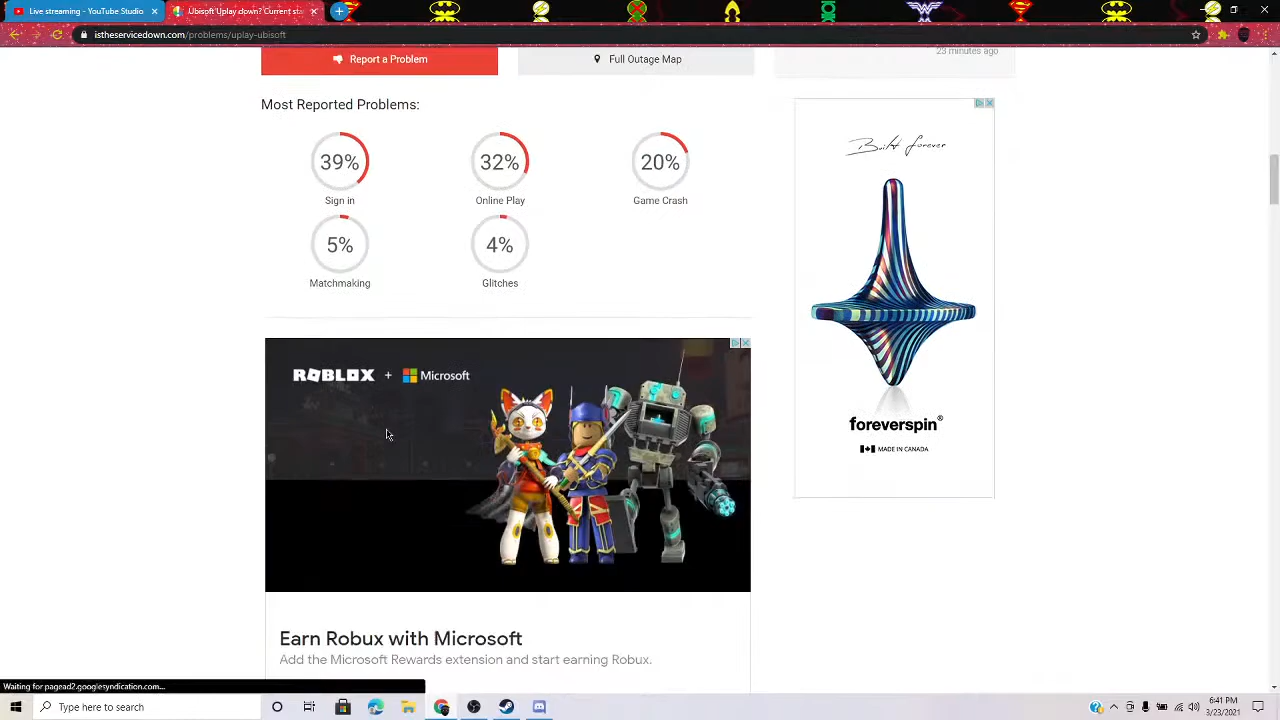 Live streaming - YouTube Studio
Ubisoft Uplay down? Current stat
istheservicedown.com/problems/uplay-ubisoft
Report a Problem
Full Outage Map
23 minutes ago
Most Reported Problems:
39%
32%
20%
Sign in
Online Play
Game Crash
5%
4%
Matchmaking
Glitches
Built forever
foreverspin®
MADE IN CANADA
ROBLOX + Microsoft
Earn Robux with Microsoft
Add the Microsoft Rewards extension and start earning Robux.
Waiting for pagead2.googlesyndication.com...
Type here to search
6:41 PM
3/23/2021